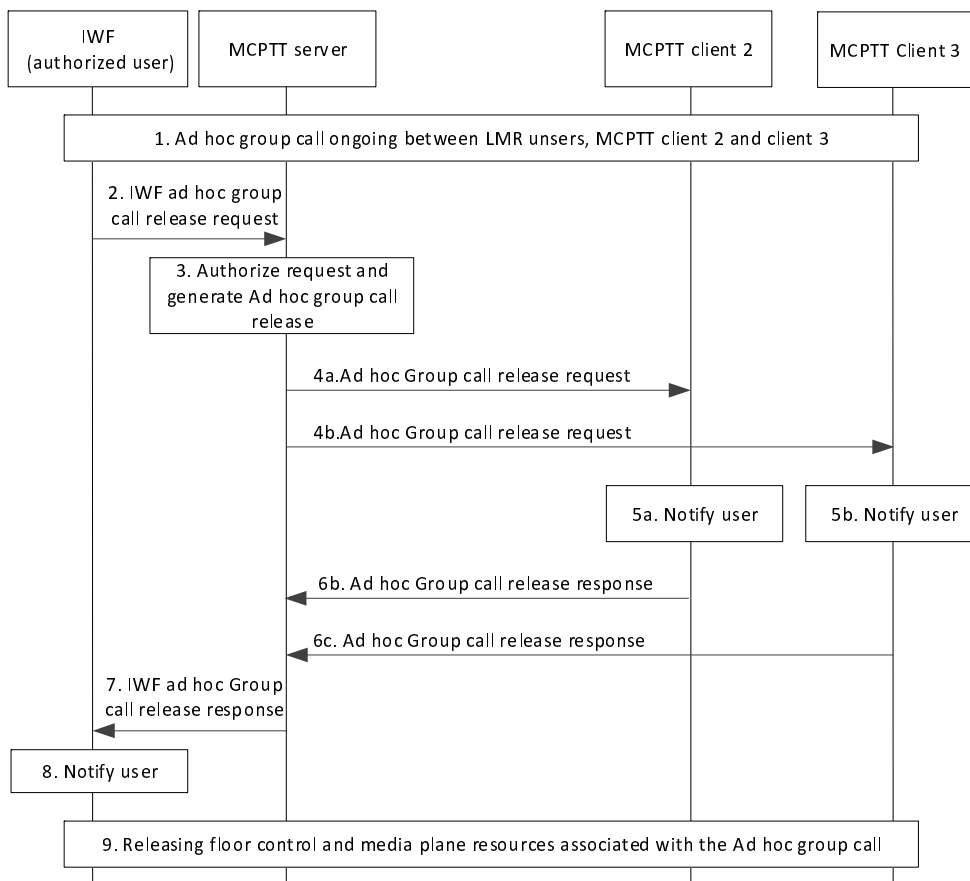 IWF
(authorized user)
MCPTT server
MCPTT client 2
MCPTT Client 3
1. Ad hoc group call ongoing between LMR unsers, MCPTT client 2 and client 3
2. IWF ad hoc group
call release request
3. Authorize request and
generate Ad hoc group call
release
4a.Ad hoc Group call release request
4b.Ad hoc Group call release request
5a. Notify user
5b. Notify user
6b. Ad hoc Group call release response
6c. Ad hoc Group call release response
7. IWF ad hoc Group
call release response
8. Notify user
9. Releasing floor control and media plane resources associated with the Ad hoc group call